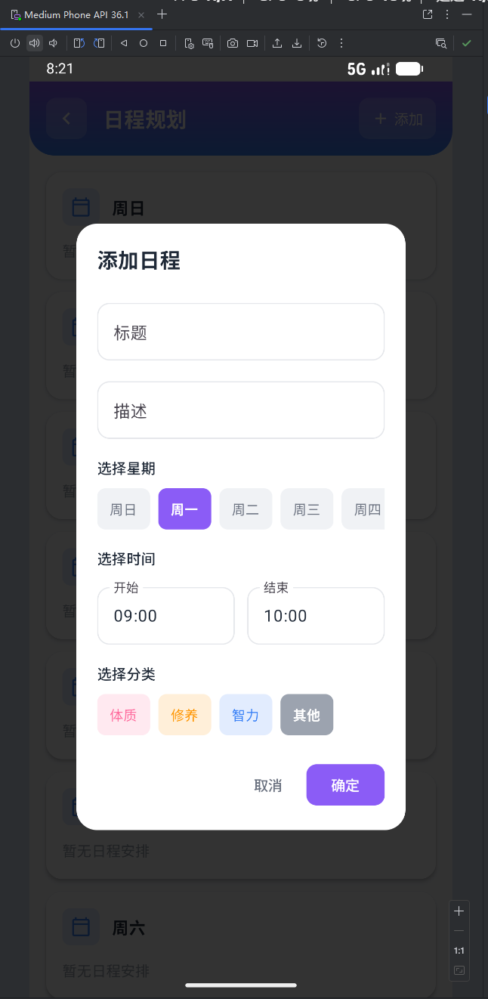 Medium Phone API 36.1
8:21
5G
日程规划
添加
周日
暂
添加日程
标题
暂
描述
暂
选择星期
周日 周一 周二 周三 周四
选择时间
开始 结束
09:00 10:00
暂
选择分类
体质 修养 智力 其他
暂
取消 确定
暂无日程安排
周六
1:1
暂无日程安排